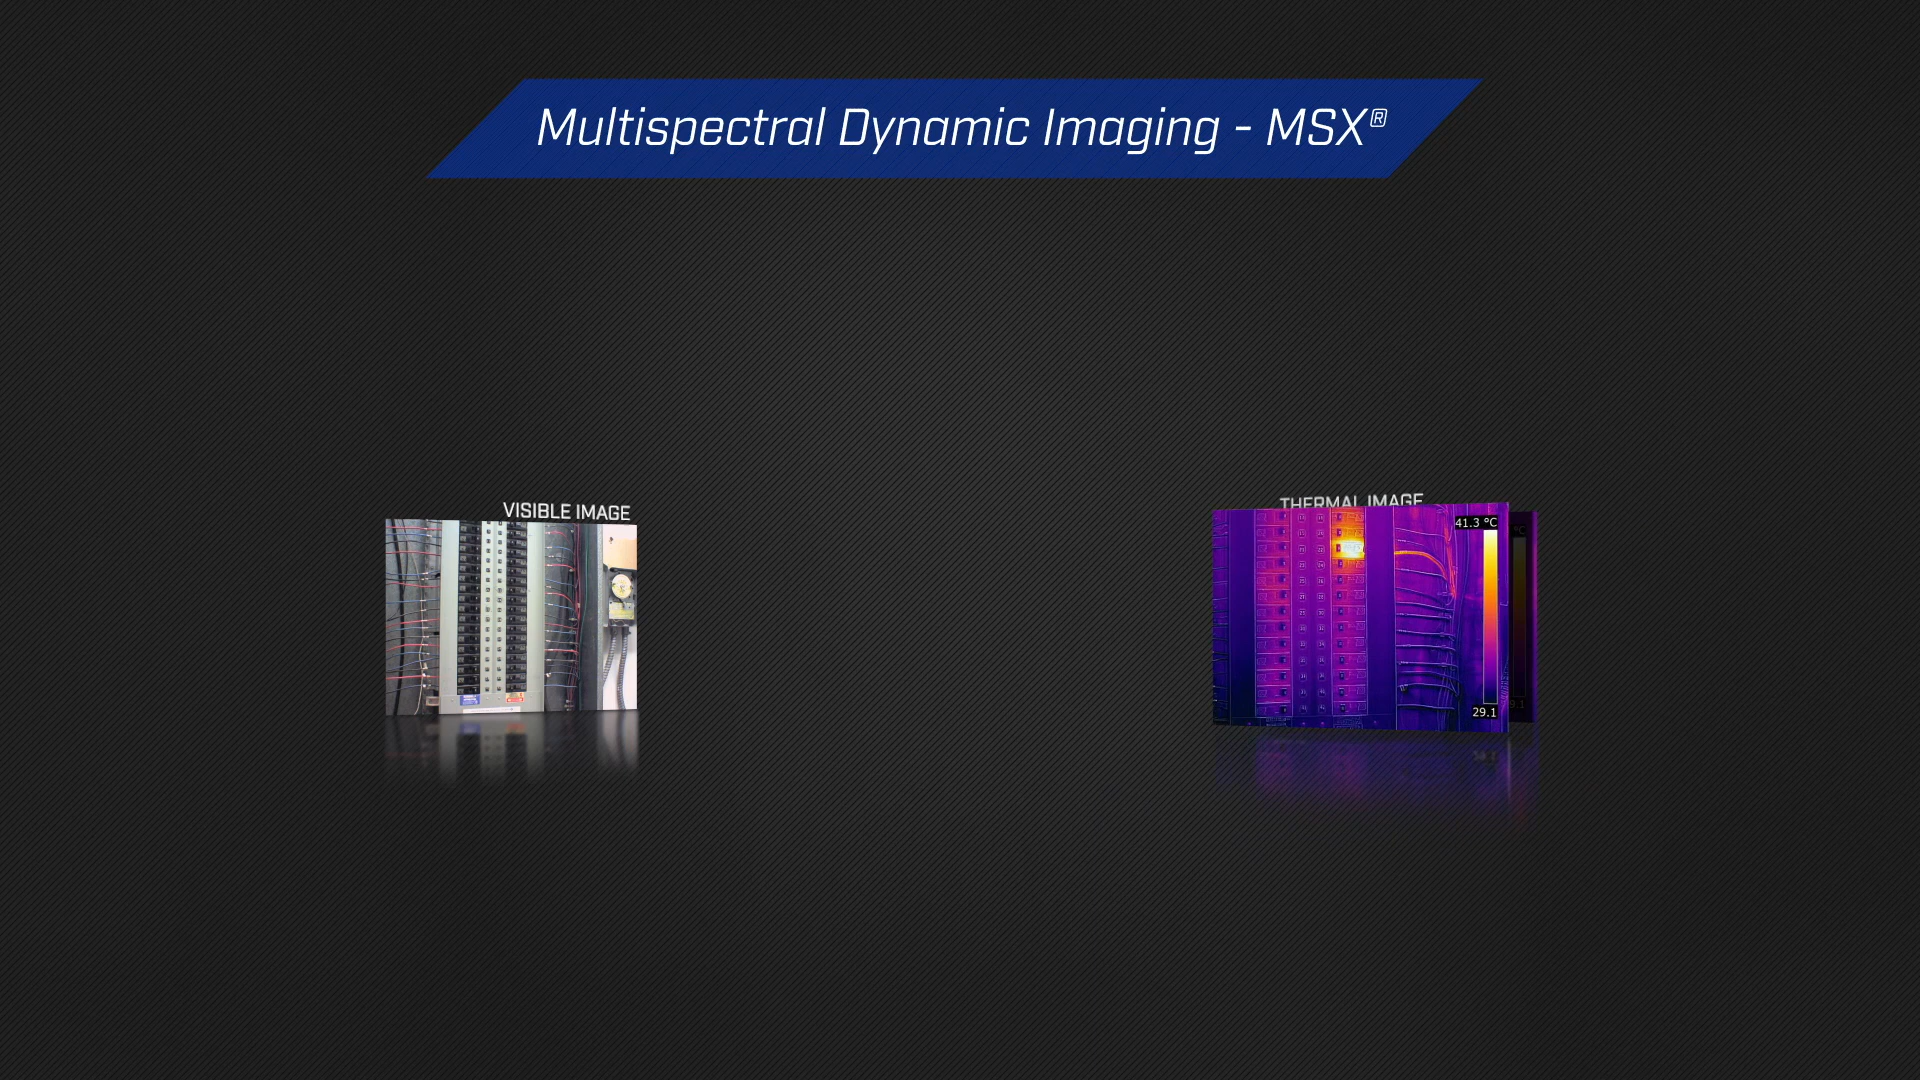 Multispectral Dynamic Imaging - MSX®
VISIBLE IMAGE
THERMAL IMAGE
41.3 °C
29.1